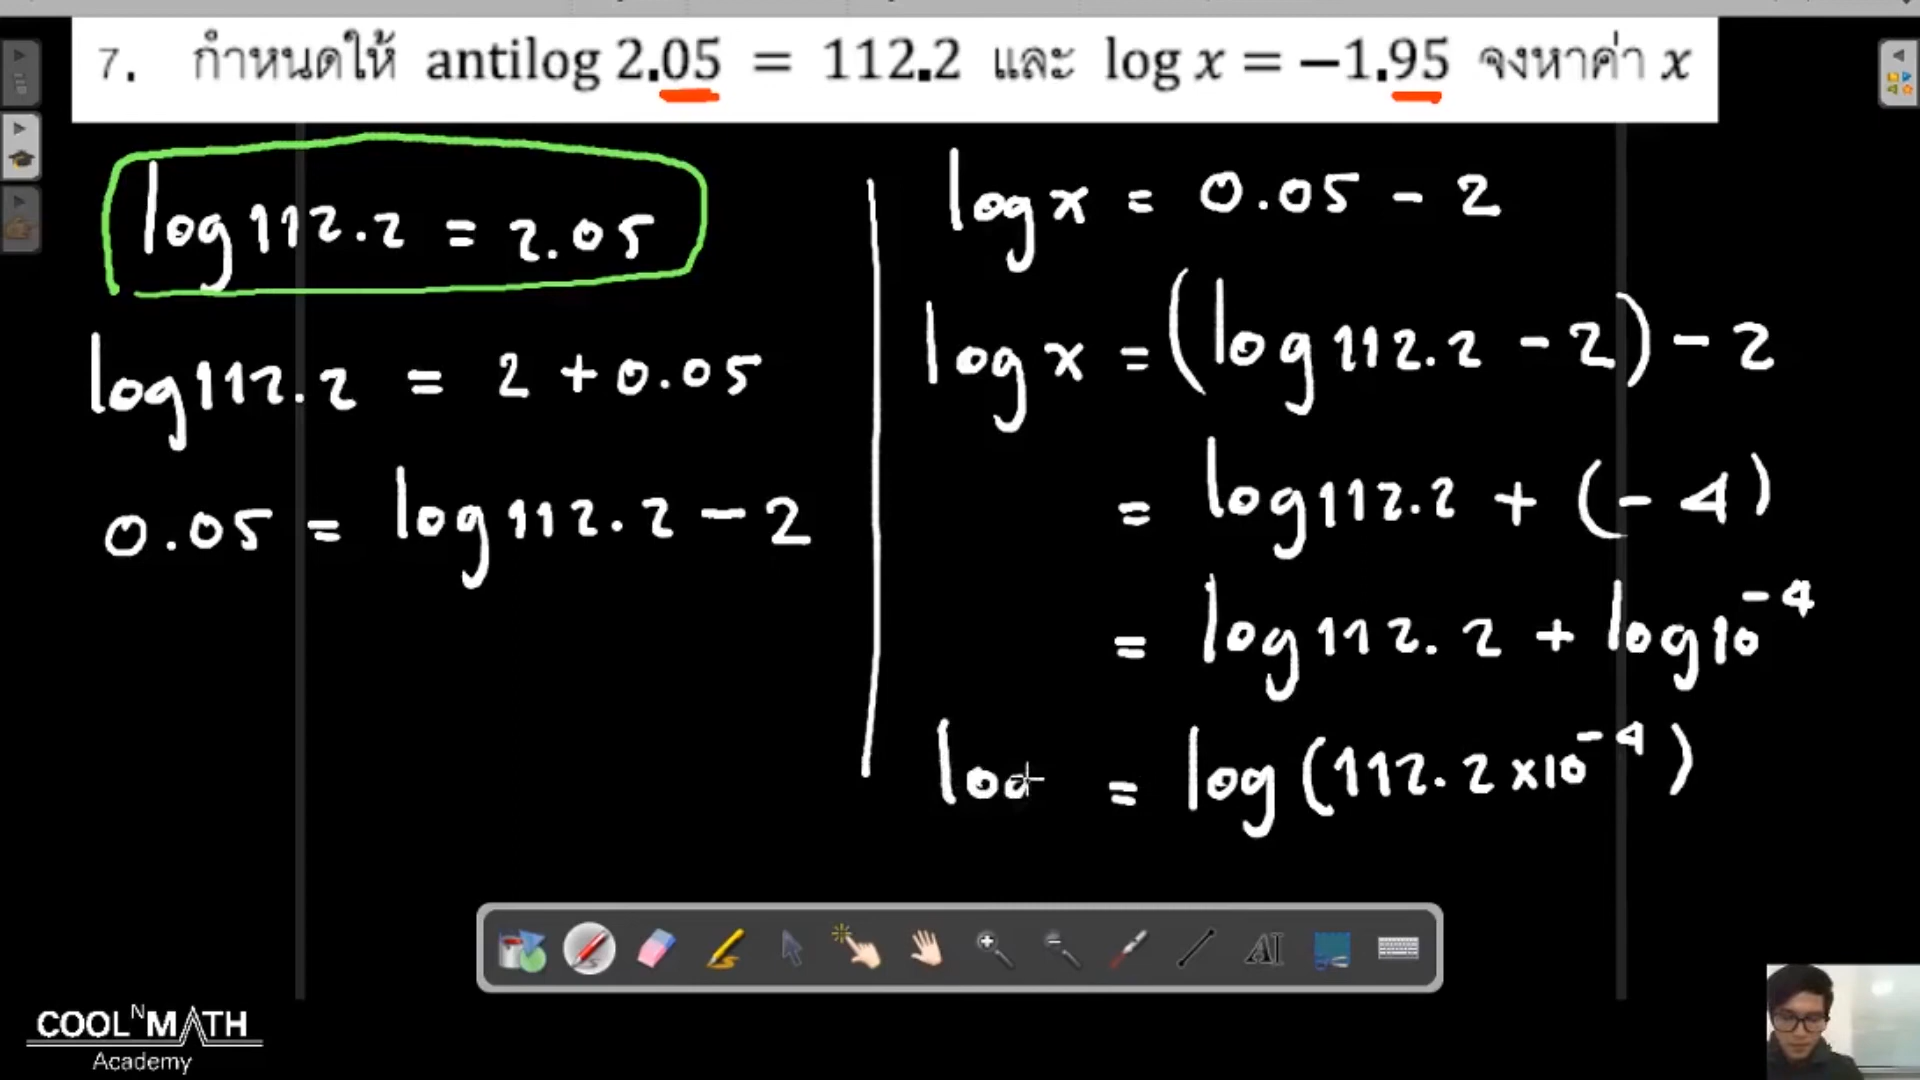 7. กำหนดให้ antilog 2.05 = 112.2 และ log x = −1.95 จงหาค่า x
log 112.2 = 2.05
log 112.2 = 2 + 0.05
0.05 = log 112.2 - 2
log x = 0.05 - 2
log x = (log 112.2 - 2) - 2
= log 112.2 + (- 4)
= log 112.2 + log 10⁻⁴
log = log (112.2 x 10⁻⁴)
AI
COOLᴺMATH
Academy